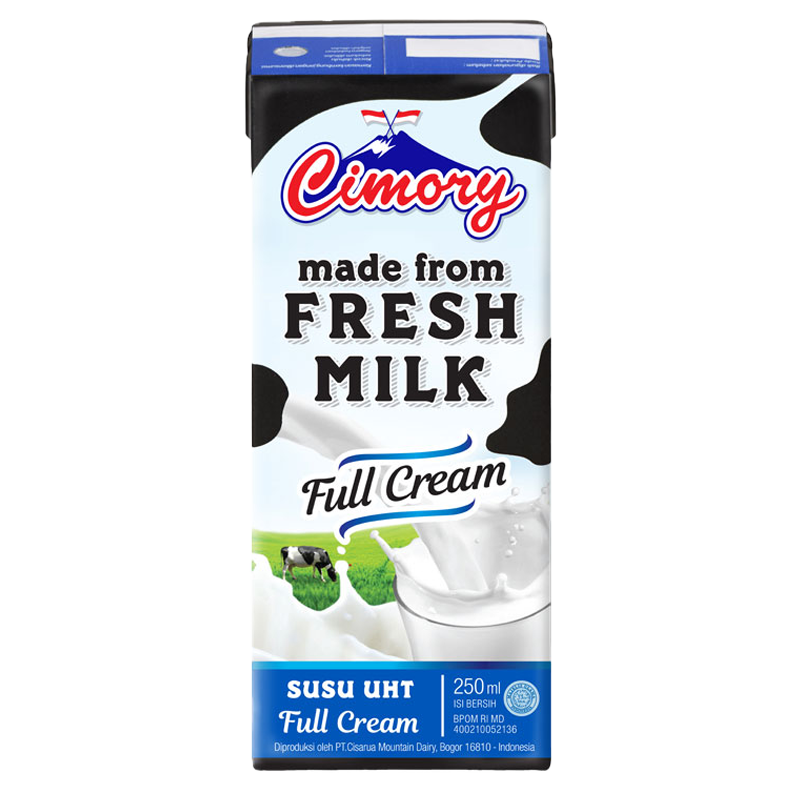 Cimory
made from
FRESH
MILK
Full Cream
SUSU UHT
Full Cream
250 ml
ISI BERSIH
BPOM RI MD
400210052136
Diproduksi oleh PT.Cisarua Mountain Dairy, Bogor 16810 - Indonesia